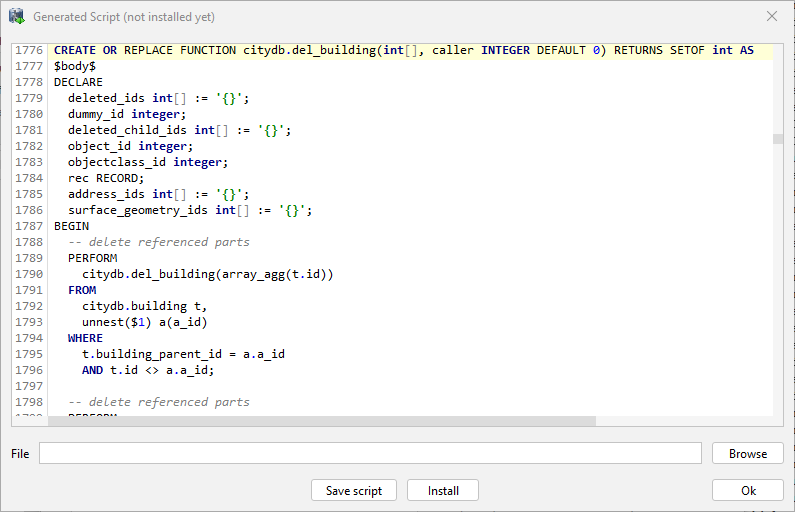 Generated Script (not installed yet)
1776 CREATE OR REPLACE FUNCTION citydb.del_building(int[], caller INTEGER DEFAULT 0) RETURNS SETOF int AS
1777 $body$
1778 DECLARE
1779   deleted_ids int[] := '{}';
1780   dummy_id integer;
1781   deleted_child_ids int[] := '{}';
1782   object_id integer;
1783   objectclass_id integer;
1784   rec RECORD;
1785   address_ids int[] := '{}';
1786   surface_geometry_ids int[] := '{}';
1787 BEGIN
1788   -- delete referenced parts
1789   PERFORM
1790     citydb.del_building(array_agg(t.id))
1791   FROM
1792     citydb.building t,
1793     unnest($1) a(a_id)
1794   WHERE
1795     t.building_parent_id = a.a_id
1796     AND t.id <> a.a_id;
1797
1798   -- delete referenced parts
1799   PERFORM
File
Browse
Save script
Install
Ok